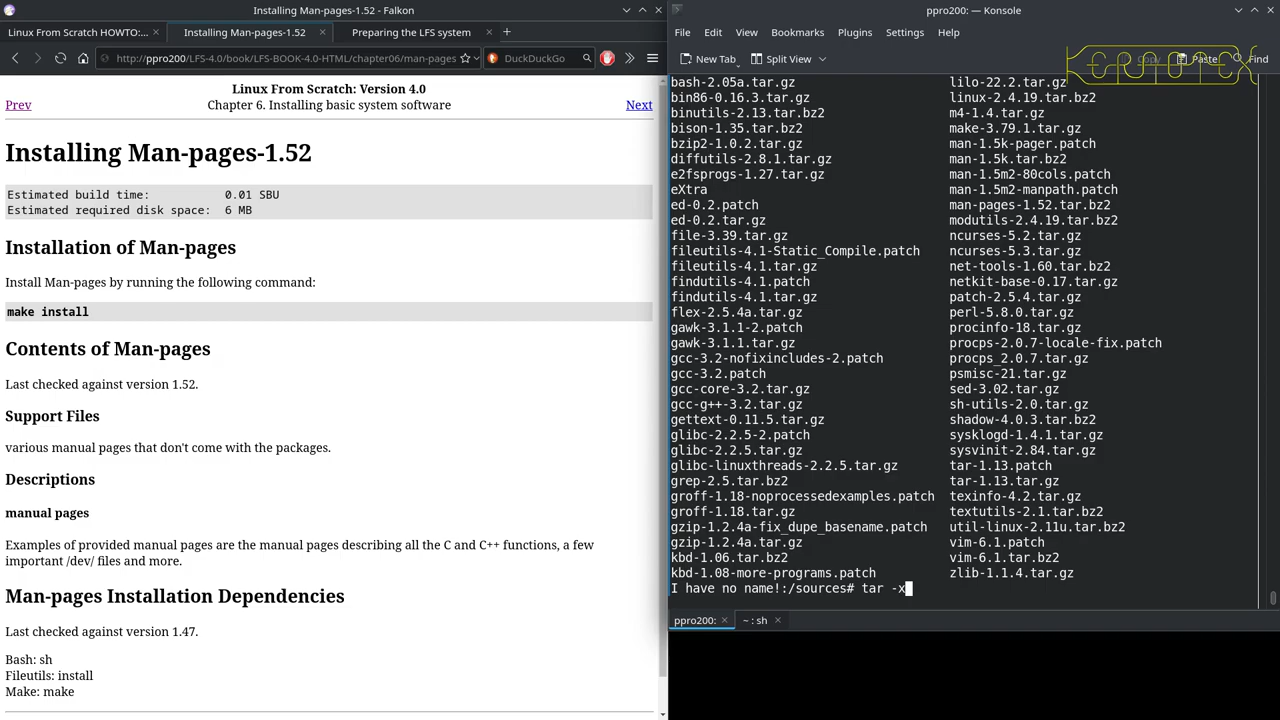 Installing Man-pages-1.52 - Falkon
Linux From Scratch HOWTO:...
Installing Man-pages-1.52
Preparing the LFS system
http://ppro200/LFS-4.0/book/LFS-BOOK-4.0-HTML/chapter06/man-pages
DuckDuckGo
Linux From Scratch: Version 4.0
Prev
Chapter 6. Installing basic system software
Next
Installing Man-pages-1.52
Estimated build time: 0.01 SBU
Estimated required disk space: 6 MB
Installation of Man-pages
Install Man-pages by running the following command:
make install
Contents of Man-pages
Last checked against version 1.52.
Support Files
various manual pages that don't come with the packages.
Descriptions
manual pages
Examples of provided manual pages are the manual pages describing all the C and C++ functions, a few
important /dev/ files and more.
Man-pages Installation Dependencies
Last checked against version 1.47.
Bash: sh
Fileutils: install
Make: make
ppro200: — Konsole
File Edit View Bookmarks Plugins Settings Help
New Tab Split View Copy Paste Find
bash-2.05a.tar.gz lilo-22.2.tar.gz
bin86-0.16.3.tar.gz linux-2.4.19.tar.bz2
binutils-2.13.tar.bz2 m4-1.4.tar.gz
bison-1.35.tar.bz2 make-3.79.1.tar.gz
bzip2-1.0.2.tar.gz man-1.5k-pager.patch
diffutils-2.8.1.tar.gz man-1.5k.tar.bz2
e2fsprogs-1.27.tar.gz man-1.5m2-80cols.patch
eXtra man-1.5m2-manpath.patch
ed-0.2.patch man-pages-1.52.tar.bz2
ed-0.2.tar.gz modutils-2.4.19.tar.bz2
file-3.39.tar.gz ncurses-5.2.tar.gz
fileutils-4.1-Static_Compile.patch ncurses-5.3.tar.gz
fileutils-4.1.tar.gz net-tools-1.60.tar.bz2
findutils-4.1.patch netkit-base-0.17.tar.gz
findutils-4.1.tar.gz patch-2.5.4.tar.gz
flex-2.5.4a.tar.gz perl-5.8.0.tar.gz
gawk-3.1.1-2.patch procinfo-18.tar.gz
gawk-3.1.1.tar.gz procps-2.0.7-locale-fix.patch
gcc-3.2-nofixincludes-2.patch procps_2.0.7.tar.gz
gcc-3.2.patch psmisc-21.tar.gz
gcc-core-3.2.tar.gz sed-3.02.tar.gz
gcc-g++-3.2.tar.gz sh-utils-2.0.tar.gz
gettext-0.11.5.tar.gz shadow-4.0.3.tar.bz2
glibc-2.2.5-2.patch sysklogd-1.4.1.tar.gz
glibc-2.2.5.tar.gz sysvinit-2.84.tar.gz
glibc-linuxthreads-2.2.5.tar.gz tar-1.13.patch
grep-2.5.tar.bz2 tar-1.13.tar.gz
groff-1.18-noprocessedexamples.patch texinfo-4.2.tar.gz
groff-1.18.tar.gz textutils-2.1.tar.bz2
gzip-1.2.4a-fix_dupe_basename.patch util-linux-2.11u.tar.bz2
gzip-1.2.4a.tar.gz vim-6.1.patch
kbd-1.06.tar.bz2 vim-6.1.tar.bz2
kbd-1.08-more-programs.patch zlib-1.1.4.tar.gz
I have no name!:/sources# tar -x
ppro200: ~ : sh